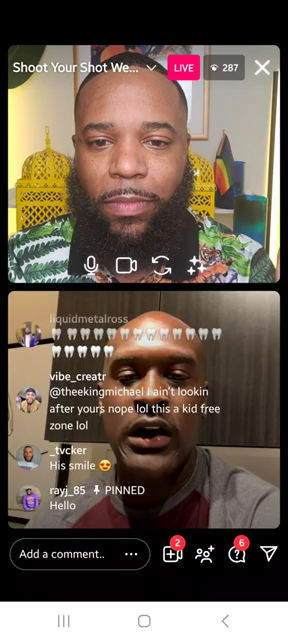 Shoot Your Shot We...
LIVE
287
liquidmetalross_
🦷🦷🦷🦷🦷🦷🦷🦷🦷🦷🦷
🦷🦷🦷🦷🦷
vibe_creatr
@theekingmichael I ain't lookin
after yours nope lol this a kid free
zone lol
_tvcker
His smile 😍
rayj_85 📌 PINNED
Hello
Add a comment..
2
6